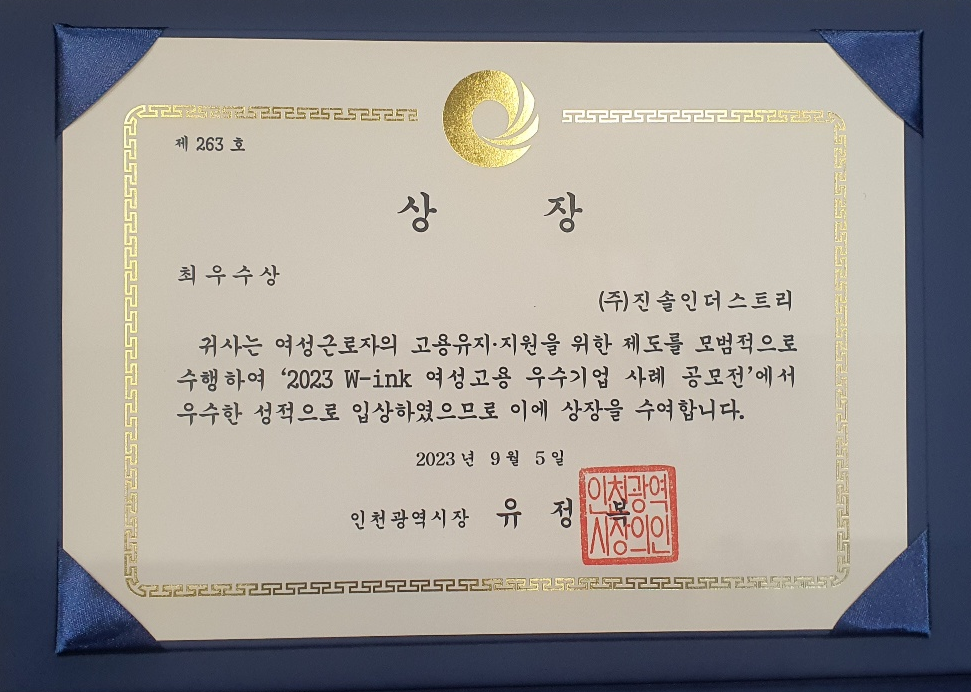 제 263 호
상 장
최우수상
(주)진솔인더스트리
귀사는 여성근로자의 고용유지·지원을 위한 제도를 모범적으로
수행하여 '2023 W-ink 여성고용 우수기업 사례 공모전'에서
우수한 성적으로 입상하였으므로 이에 상장을 수여합니다.
2023년 9월 5일
인천광역시장 유 정 복
인천광역
시장의인